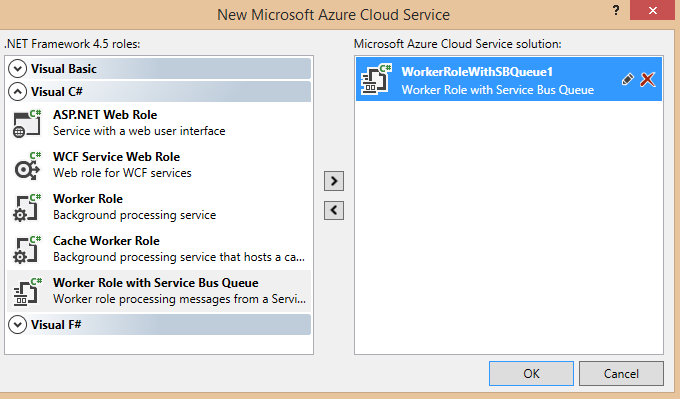 New Microsoft Azure Cloud Service
?
.NET Framework 4.5 roles:
Visual Basic
Visual C#
C#
ASP.NET Web Role
Service with a web user interface
C#
WCF Service Web Role
Web role for WCF services
C#
Worker Role
Background processing service
C#
Cache Worker Role
Background processing service that hosts a ca...
C#
Worker Role with Service Bus Queue
Worker role processing messages from a Servi...
Visual F#
Microsoft Azure Cloud Service solution:
C#
WorkerRoleWithSBQueue1
Worker Role with Service Bus Queue
OK
Cancel